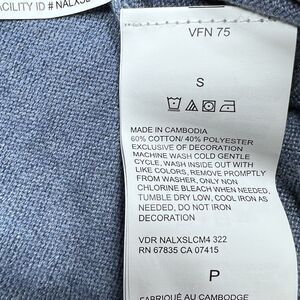 FACILITY ID # NALXSL
VFN 75
S
MADE IN CAMBODIA
60% COTTON/ 40% POLYESTER
EXCLUSIVE OF DECORATION
MACHINE WASH COLD GENTLE
CYCLE, WASH INSIDE OUT WITH
LIKE COLORS, REMOVE PROMPTLY
FROM WASHER, ONLY NON
CHLORINE BLEACH WHEN NEEDED,
TUMBLE DRY LOW, COOL IRON AS
NEEDED, DO NOT IRON
DECORATION
VDR NALXSLCM4 322
RN 67835 CA 07415
P
FABRIQUÉ AU CAMBODGE